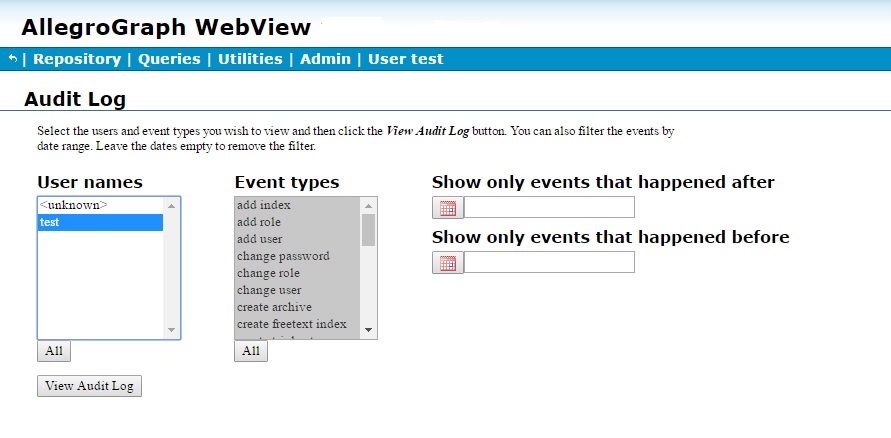 AllegroGraph WebView
| Repository | Queries | Utilities | Admin | User test
Audit Log
Select the users and event types you wish to view and then click the View Audit Log button. You can also filter the events by
date range. Leave the dates empty to remove the filter.
User names
<unknown>
test
All
Event types
add index
add role
add user
change password
change role
change user
create archive
create freetext index
All
Show only events that happened after
Show only events that happened before
View Audit Log